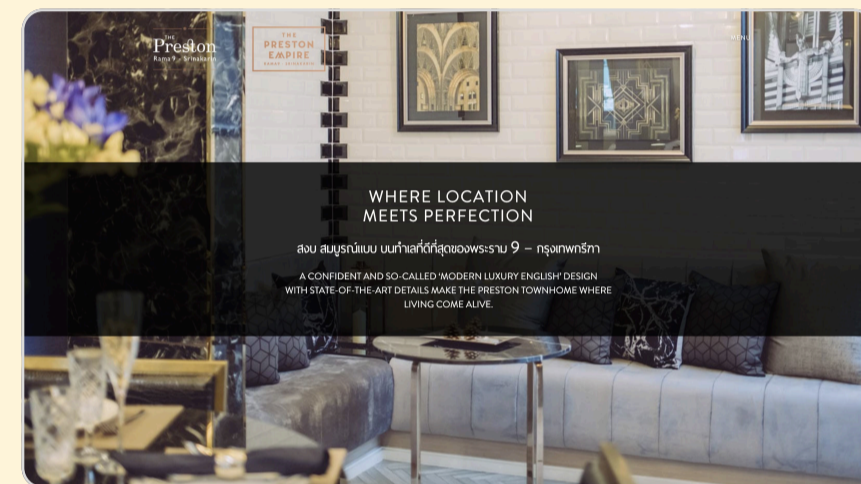 THE
Preston
Rama 9 - Srinakarin
THE
PRESTON
EMPIRE
RAMA9 - SRINAKARIN
MENU
WHERE LOCATION
MEETS PERFECTION
สงบ สมบูรณ์แบบ บนทำเลที่ดีที่สุดของพระราม 9 – กรุงเทพกรีฑา
A CONFIDENT AND SO-CALLED 'MODERN LUXURY ENGLISH' DESIGN
WITH STATE-OF-THE-ART DETAILS MAKE THE PRESTON TOWNHOME WHERE
LIVING COME ALIVE.